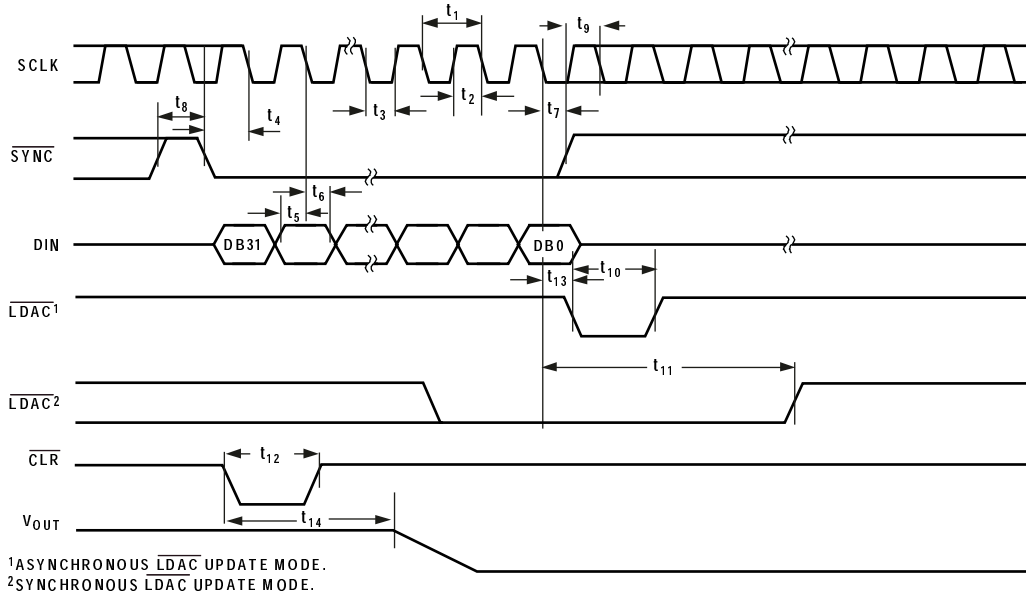 t1
t9
SCLK
t2
t3
t7
t8
t4
SYNC
t6
t5
DIN
DB31
DB0
t10
t13
LDAC1
t11
LDAC2
CLR
t12
VOUT
t14
1ASYNCHRONOUS LDAC UPDATE MODE.
2SYNCHRONOUS LDAC UPDATE MODE.